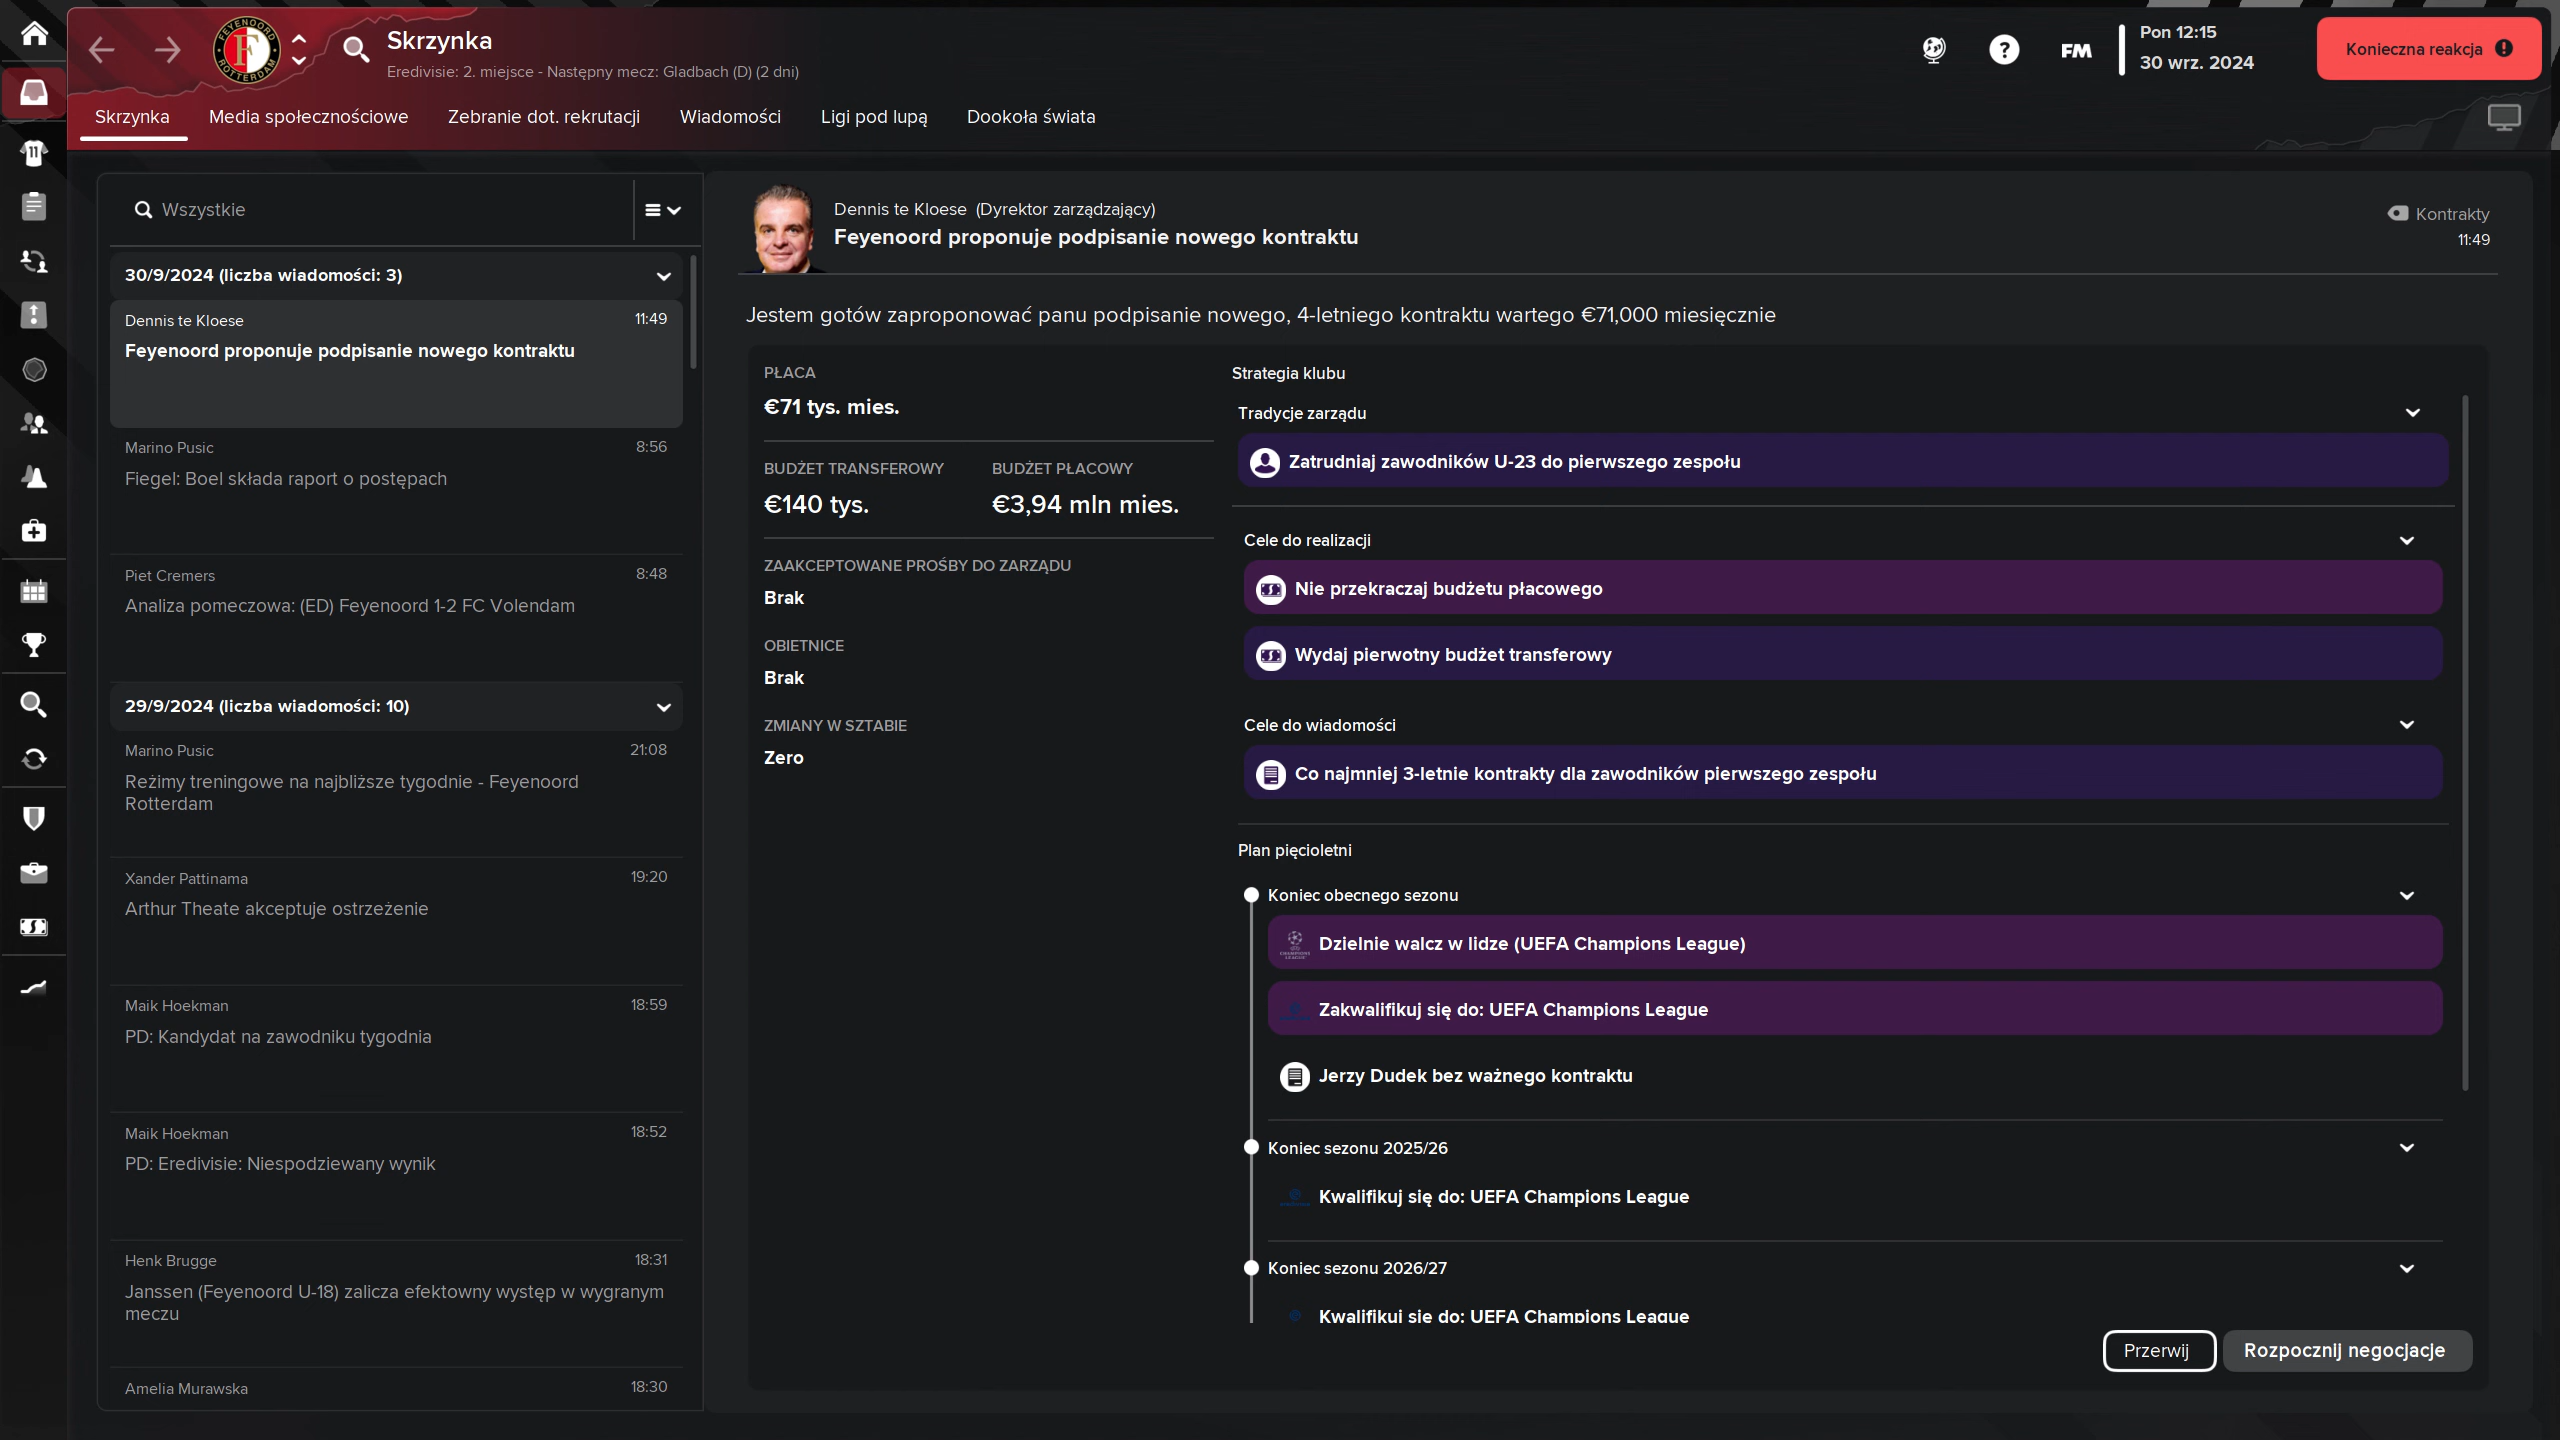 Skrzynka
Eredivisie: 2. miejsce - Następny mecz: Gladbach (D) (2 dni)
FM
Pon 12:15
30 wrz. 2024
Konieczna reakcja
Skrzynka
Media społecznościowe
Zebranie dot. rekrutacji
Wiadomości
Ligi pod lupą
Dookoła świata
Wszystkie
30/9/2024 (liczba wiadomości: 3)
Dennis te Kloese 11:49
Feyenoord proponuje podpisanie nowego kontraktu
Marino Pusic 8:56
Fiegel: Boel składa raport o postępach
Piet Cremers 8:48
Analiza pomeczowa: (ED) Feyenoord 1-2 FC Volendam
29/9/2024 (liczba wiadomości: 10)
Marino Pusic 21:08
Reżimy treningowe na najbliższe tygodnie - Feyenoord
Rotterdam
Xander Pattinama 19:20
Arthur Theate akceptuje ostrzeżenie
Maik Hoekman 18:59
PD: Kandydat na zawodniku tygodnia
Maik Hoekman 18:52
PD: Eredivisie: Niespodziewany wynik
Henk Brugge 18:31
Janssen (Feyenoord U-18) zalicza efektowny występ w wygranym
meczu
Amelia Murawska 18:30
Dennis te Kloese (Dyrektor zarządzający)
Feyenoord proponuje podpisanie nowego kontraktu
Kontrakty
11:49
Jestem gotów zaproponować panu podpisanie nowego, 4-letniego kontraktu wartego €71,000 miesięcznie
PŁACA
€71 tys. mies.
BUDŻET TRANSFEROWY
€140 tys.
BUDŻET PŁACOWY
€3,94 mln mies.
ZAAKCEPTOWANE PROŚBY DO ZARZĄDU
Brak
OBIETNICE
Brak
ZMIANY W SZTABIE
Zero
Strategia klubu
Tradycje zarządu
Zatrudniaj zawodników U-23 do pierwszego zespołu
Cele do realizacji
Nie przekraczaj budżetu płacowego
Wydaj pierwotny budżet transferowy
Cele do wiadomości
Co najmniej 3-letnie kontrakty dla zawodników pierwszego zespołu
Plan pięcioletni
Koniec obecnego sezonu
Dzielnie walcz w lidze (UEFA Champions League)
Zakwalifikuj się do: UEFA Champions League
Jerzy Dudek bez ważnego kontraktu
Koniec sezonu 2025/26
Kwalifikuj się do: UEFA Champions League
Koniec sezonu 2026/27
Kwalifikuj się do: UEFA Champions League
Przerwij
Rozpocznij negocjacje